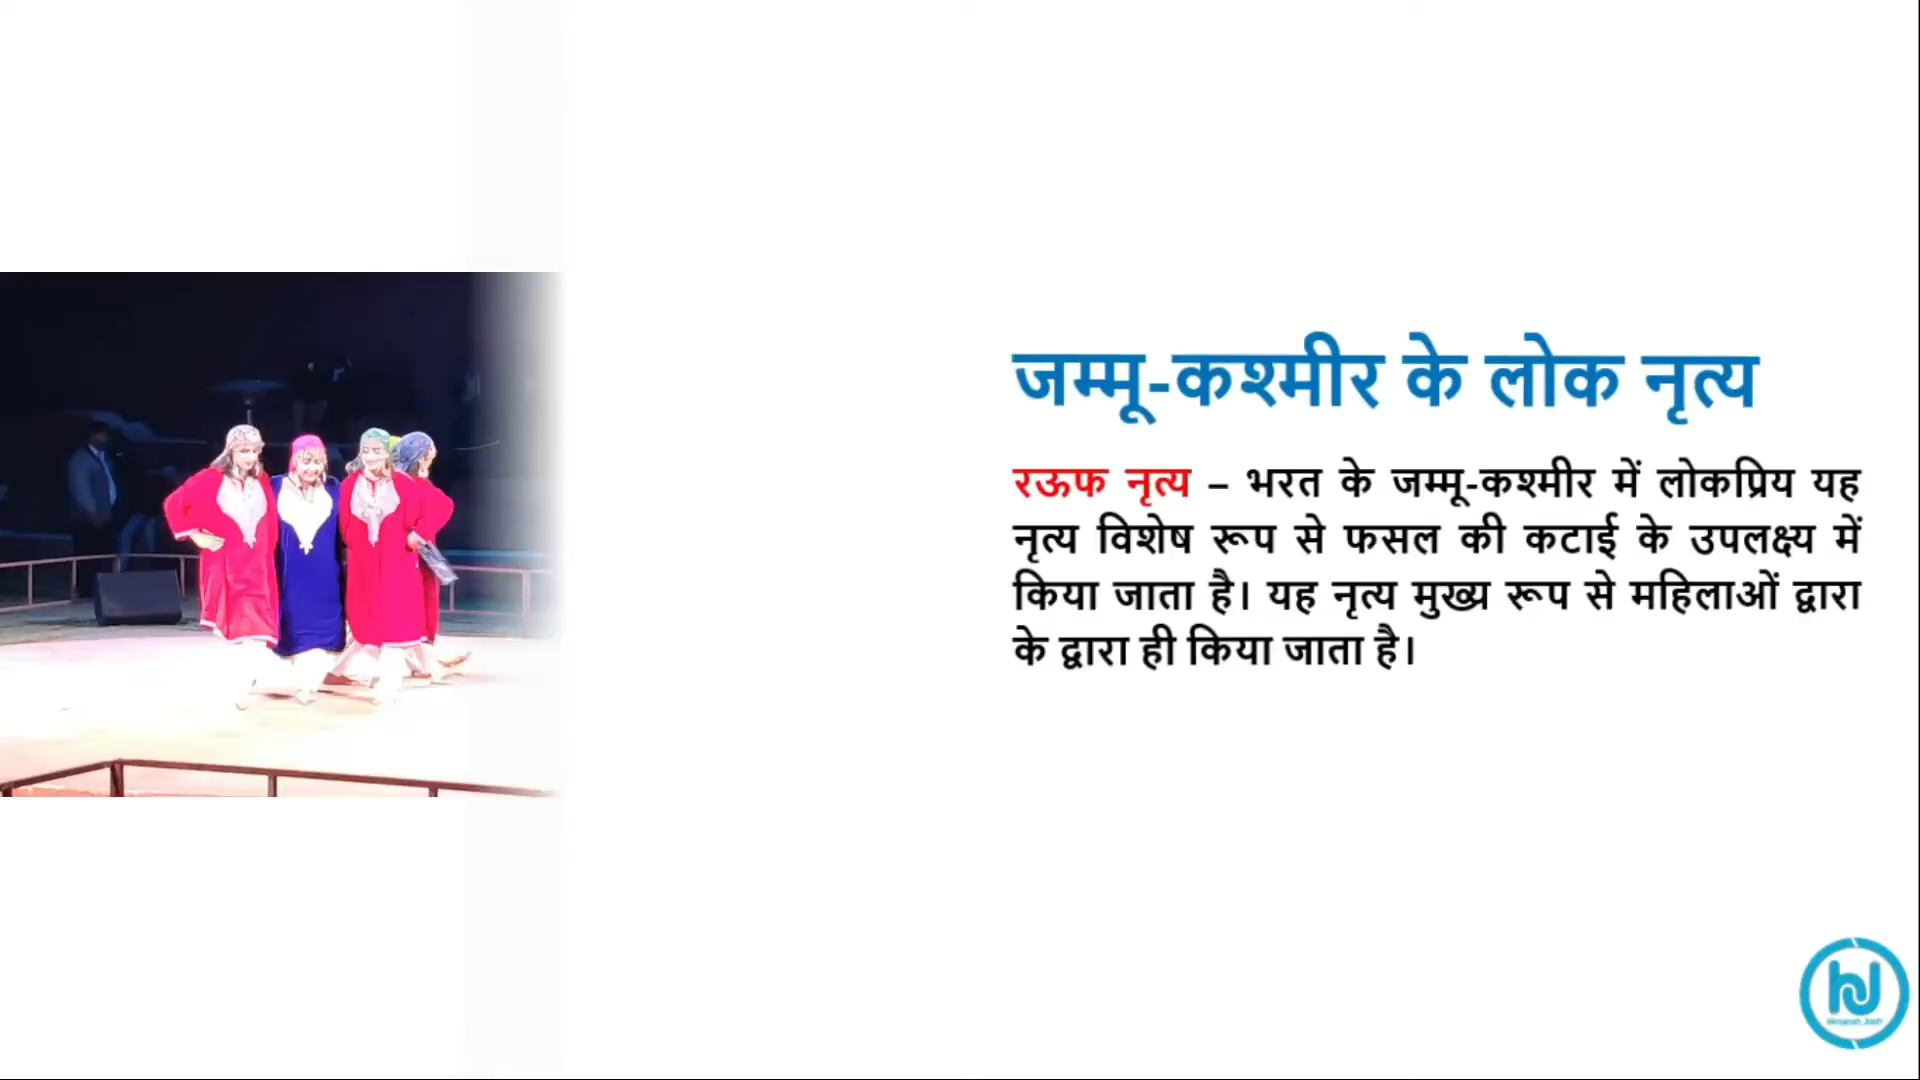 जम्मू-कश्मीर के लोक नृत्य
रऊफ नृत्य – भरत के जम्मू-कश्मीर में लोकप्रिय यह
नृत्य विशेष रूप से फसल की कटाई के उपलक्ष्य में
किया जाता है। यह नृत्य मुख्य रूप से महिलाओं द्वारा
के द्वारा ही किया जाता है।